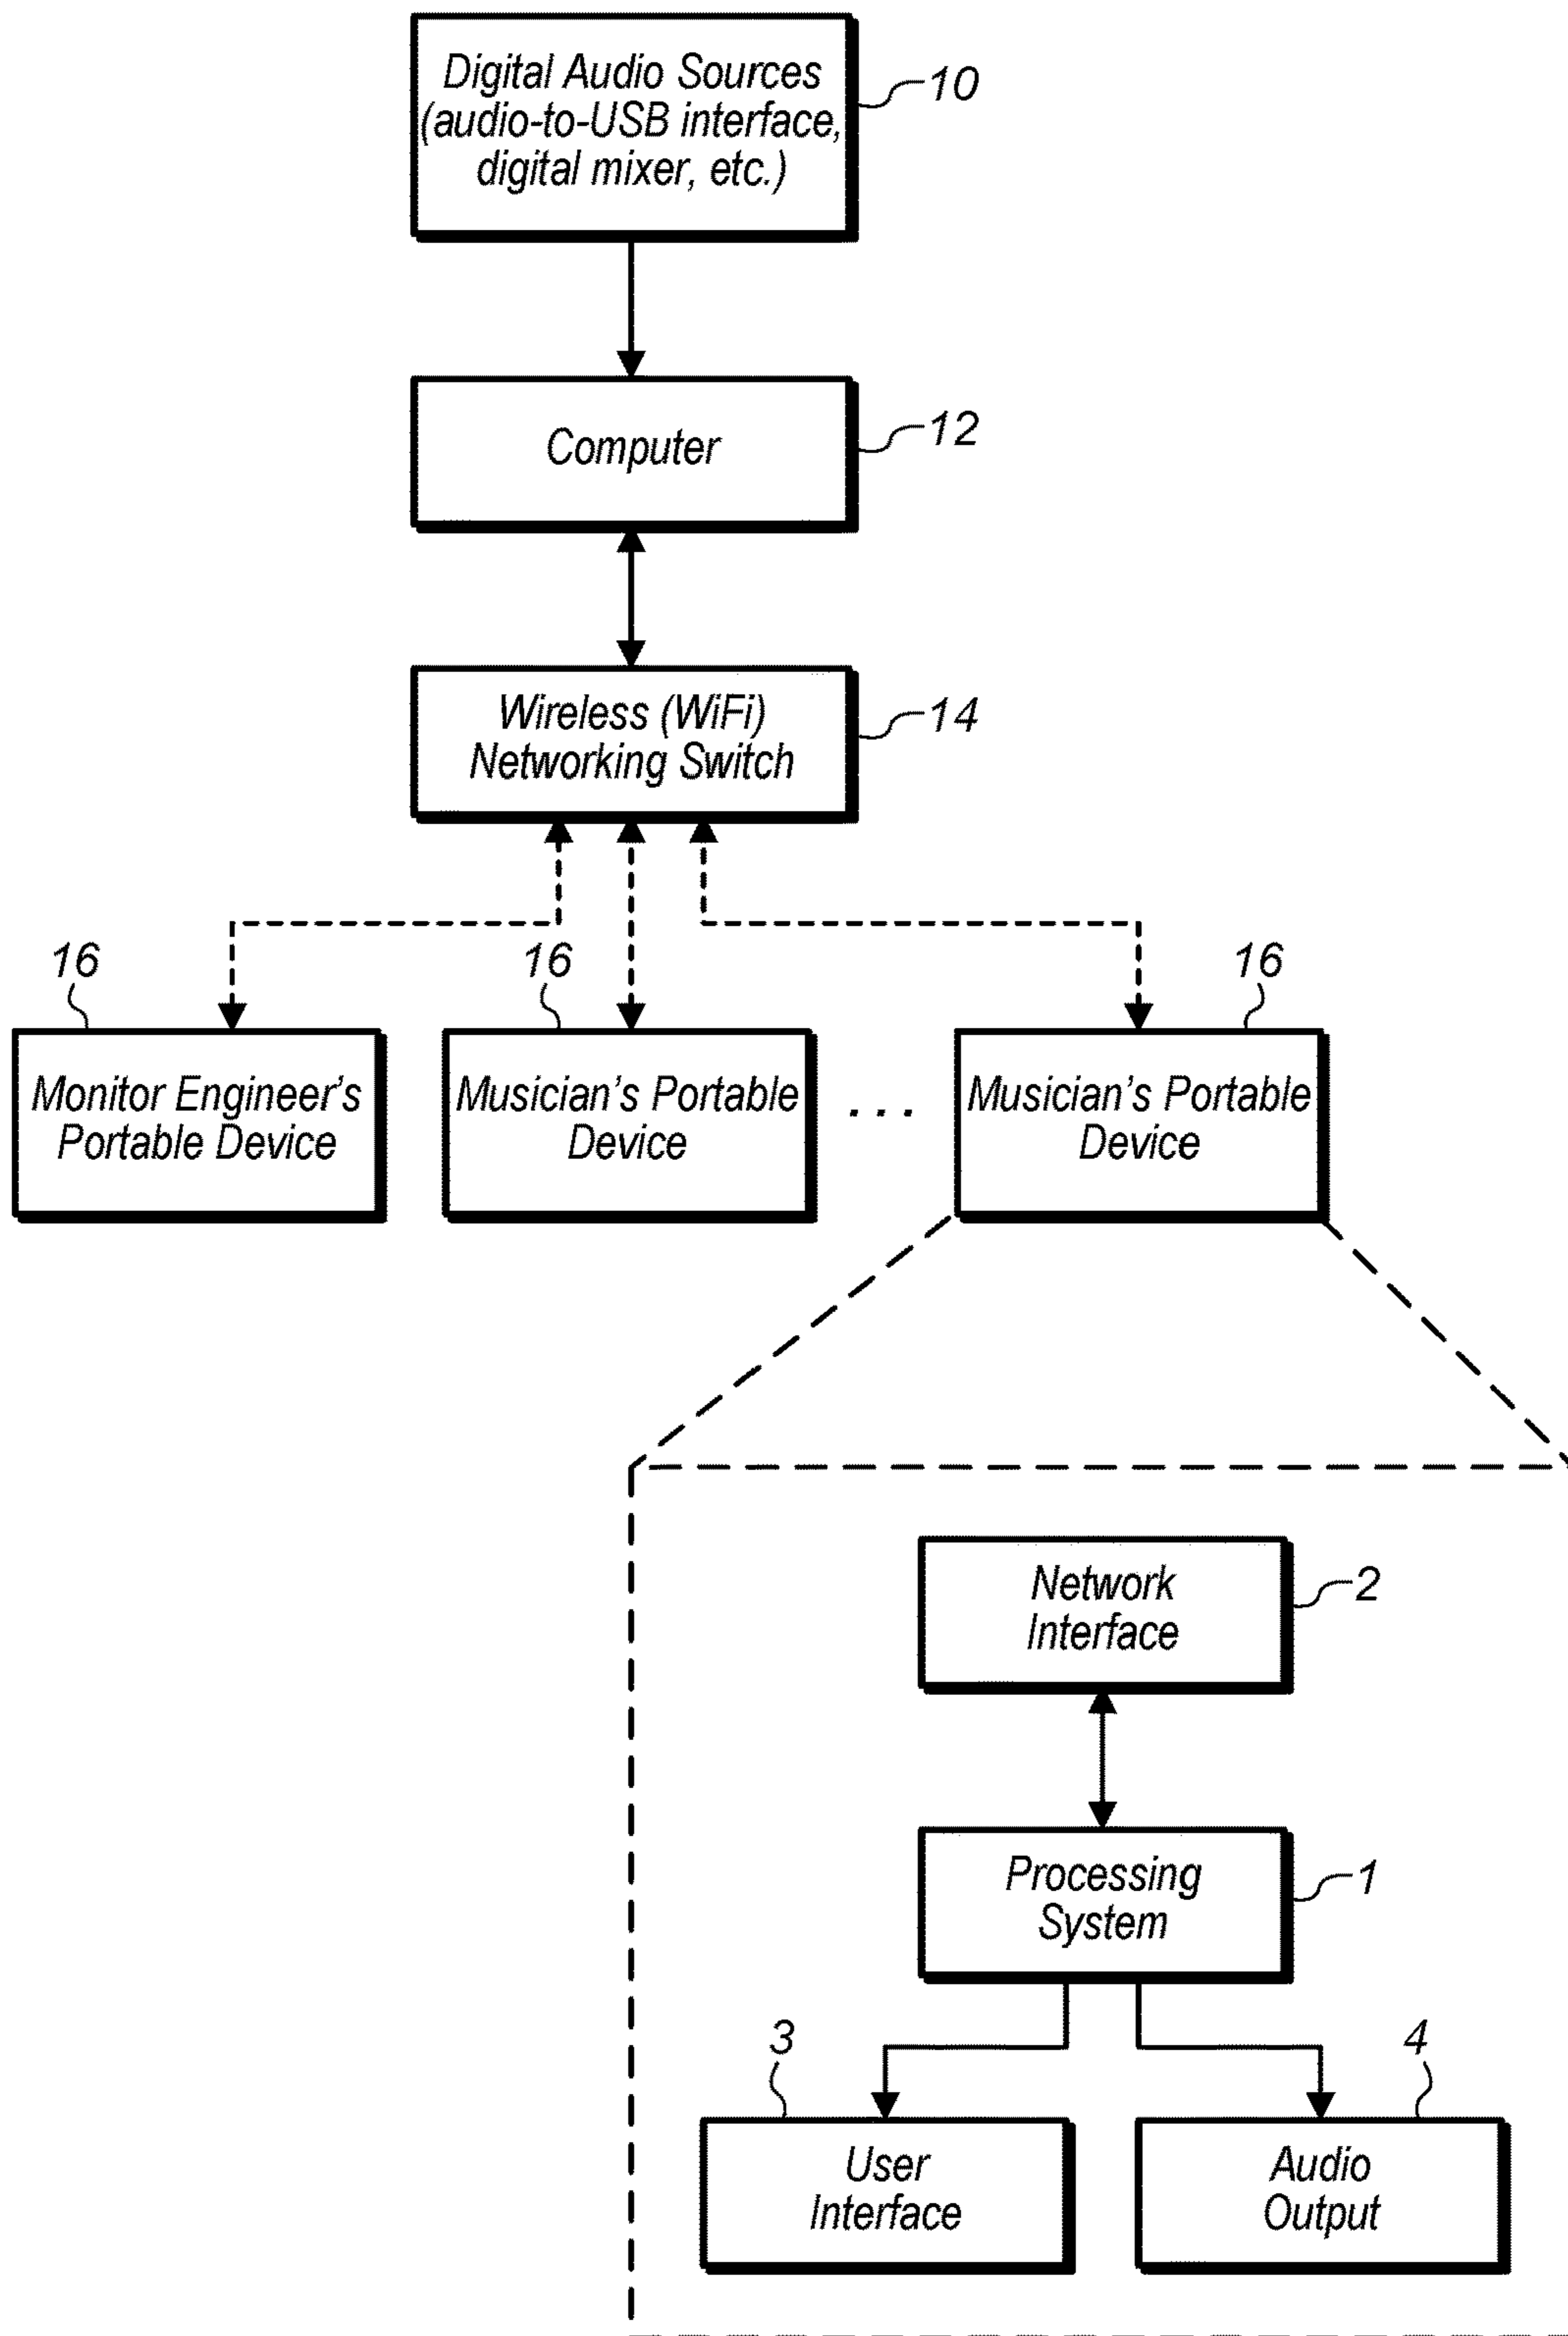 Digital Audio Sources
(audio-to-USB interface,
digital mixer, etc.)
10
Computer
12
Wireless (WiFi)
Networking Switch
14
16
Monitor Engineer's
Portable Device
16
Musician's Portable
Device
. . .
16
Musician's Portable
Device
Network
Interface
2
Processing
System
1
3
User
Interface
4
Audio
Output